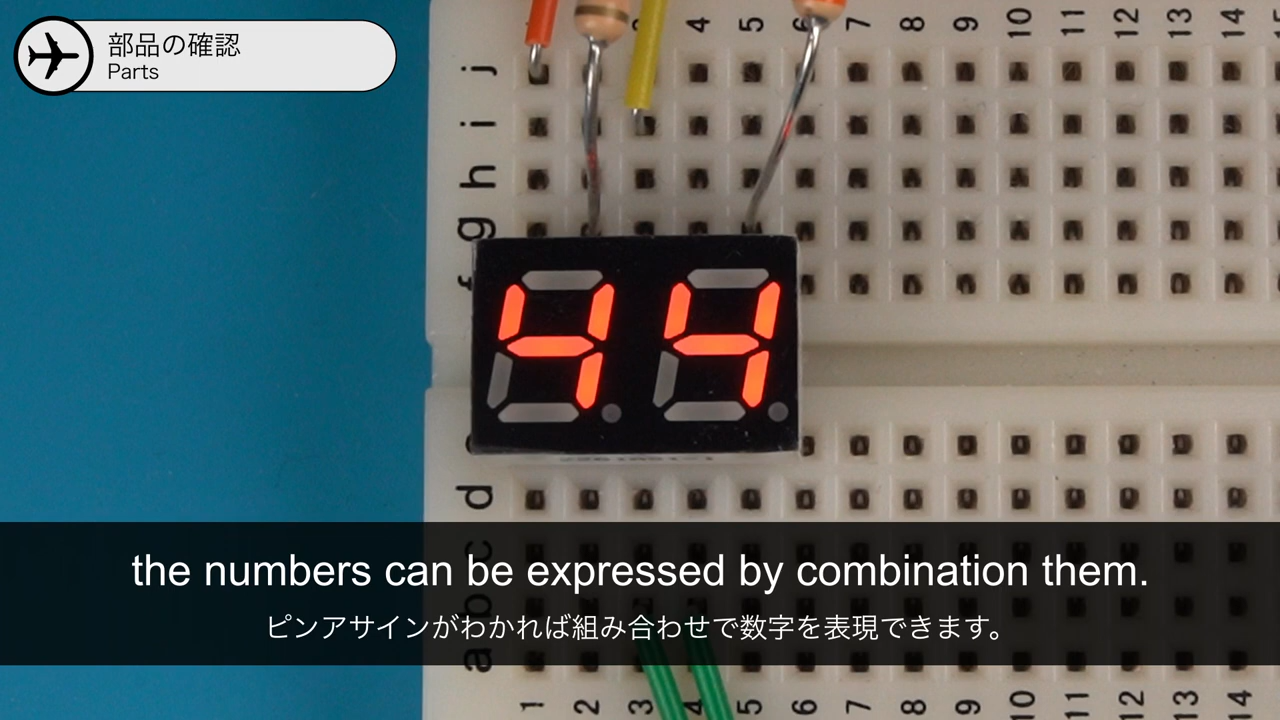 部品の確認
Parts
4 5 6 7 8 9 10 11 12 13 14
j
i
h
g
f
44
d
the numbers can be expressed by combination them.
c
b
ピンアサインがわかれば組み合わせで数字を表現できます。
a
1 2 3 4 5 6 7 8 9 10 11 12 13 14